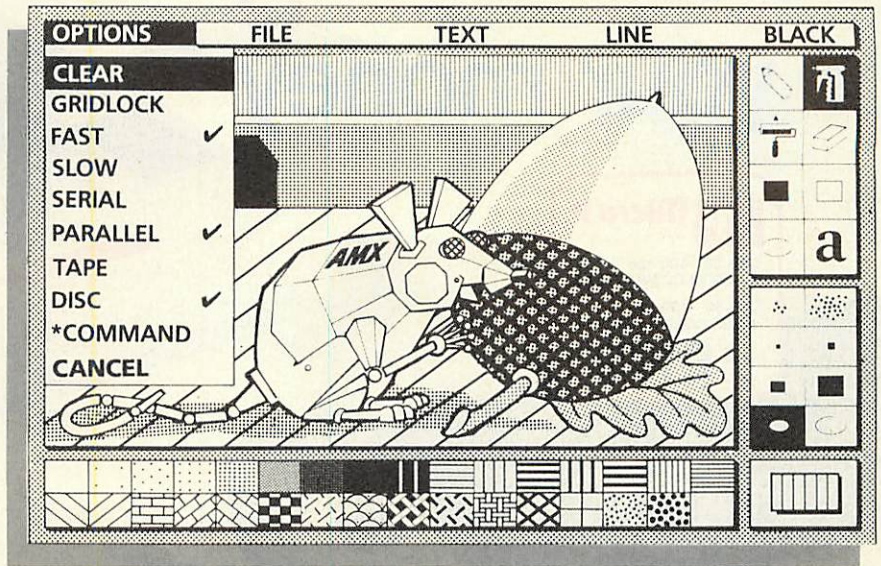 OPTIONS FILE TEXT LINE BLACK
CLEAR
GRIDLOCK
FAST ✔
SLOW
SERIAL
PARALLEL ✔
TAPE
DISC ✔
*COMMAND
CANCEL
AMX
a